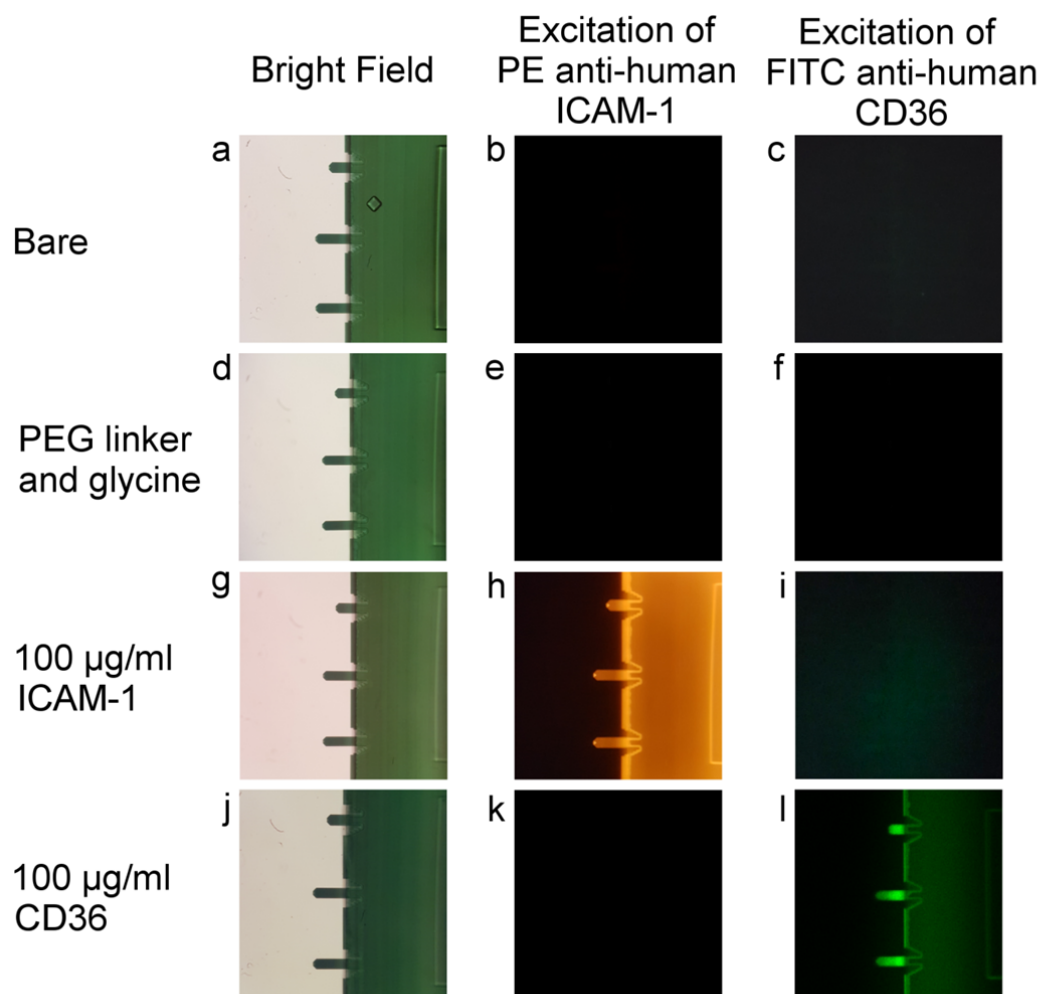 Bright Field
Excitation of
PE anti-human
ICAM-1
Excitation of
FITC anti-human
CD36
Bare
a
b
c
PEG linker
and glycine
d
e
f
100 µg/ml
ICAM-1
g
h
i
100 µg/ml
CD36
j
k
l